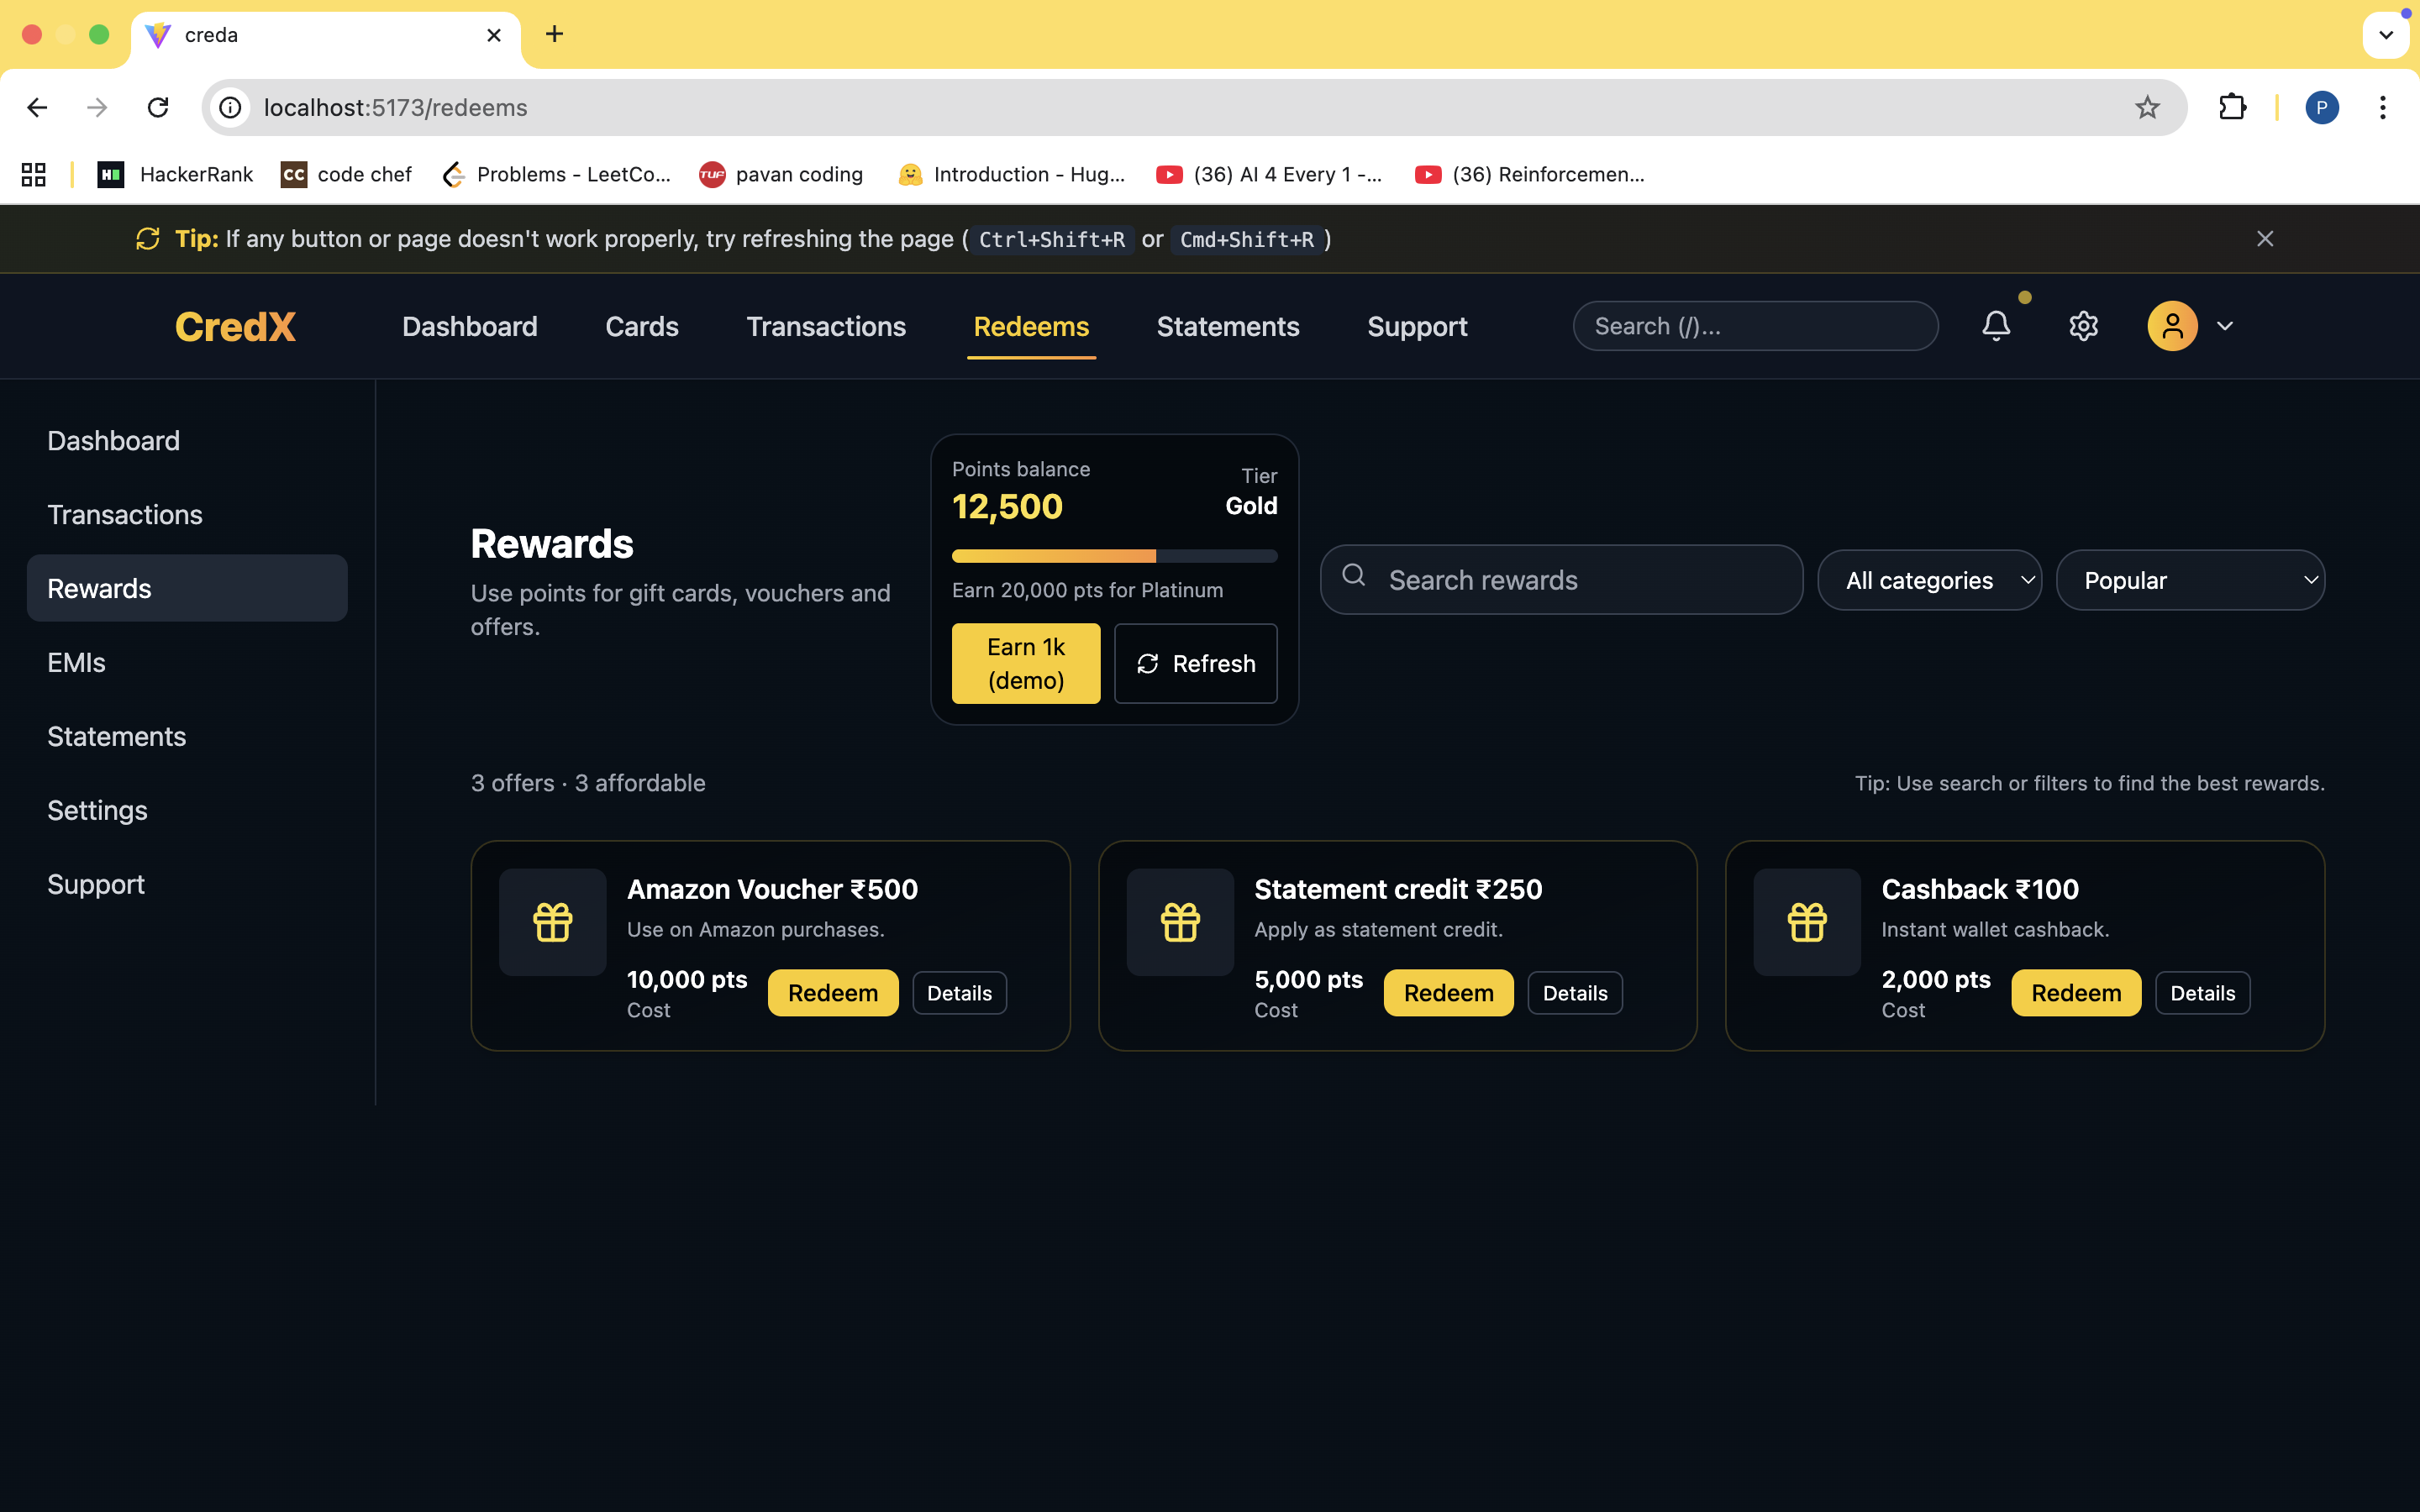 creda
localhost:5173/redeems
P
HackerRank
CC code chef
Problems - LeetCo...
TUF pavan coding
Introduction - Hug...
(36) AI 4 Every 1 -...
(36) Reinforcemen...
Tip: If any button or page doesn't work properly, try refreshing the page ( Ctrl+Shift+R or Cmd+Shift+R )
CredX
Dashboard
Cards
Transactions
Redeems
Statements
Support
Search (/)...
Dashboard
Transactions
Rewards
EMIs
Statements
Settings
Support
Rewards
Use points for gift cards, vouchers and
offers.
Points balance
12,500
Tier
Gold
Earn 20,000 pts for Platinum
Earn 1k
(demo)
Refresh
Search rewards
All categories
Popular
3 offers · 3 affordable
Tip: Use search or filters to find the best rewards.
Amazon Voucher ₹500
Use on Amazon purchases.
10,000 pts
Cost
Redeem
Details
Statement credit ₹250
Apply as statement credit.
5,000 pts
Cost
Redeem
Details
Cashback ₹100
Instant wallet cashback.
2,000 pts
Cost
Redeem
Details